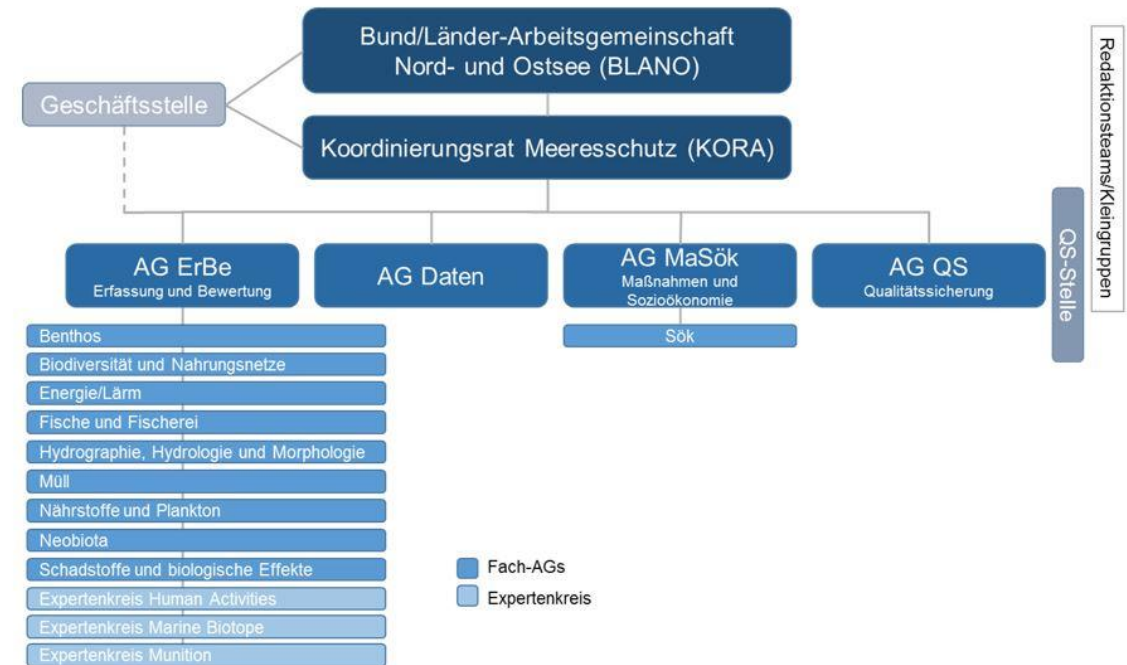 Bund/Länder-Arbeitsgemeinschaft
Nord- und Ostsee (BLANO)
Geschäftsstelle
Koordinierungsrat Meeresschutz (KORA)
Redaktionsteams/Kleingruppen
QS-Stelle
AG ErBe
Erfassung und Bewertung
AG Daten
AG MaSök
Maßnahmen und
Sozioökonomie
AG QS
Qualitätssicherung
Benthos
Biodiversität und Nahrungsnetze
Energie/Lärm
Fische und Fischerei
Hydrographie, Hydrologie und Morphologie
Müll
Nährstoffe und Plankton
Neobiota
Schadstoffe und biologische Effekte
Expertenkreis Human Activities
Expertenkreis Marine Biotope
Expertenkreis Munition
Sök
Fach-AGs
Expertenkreis